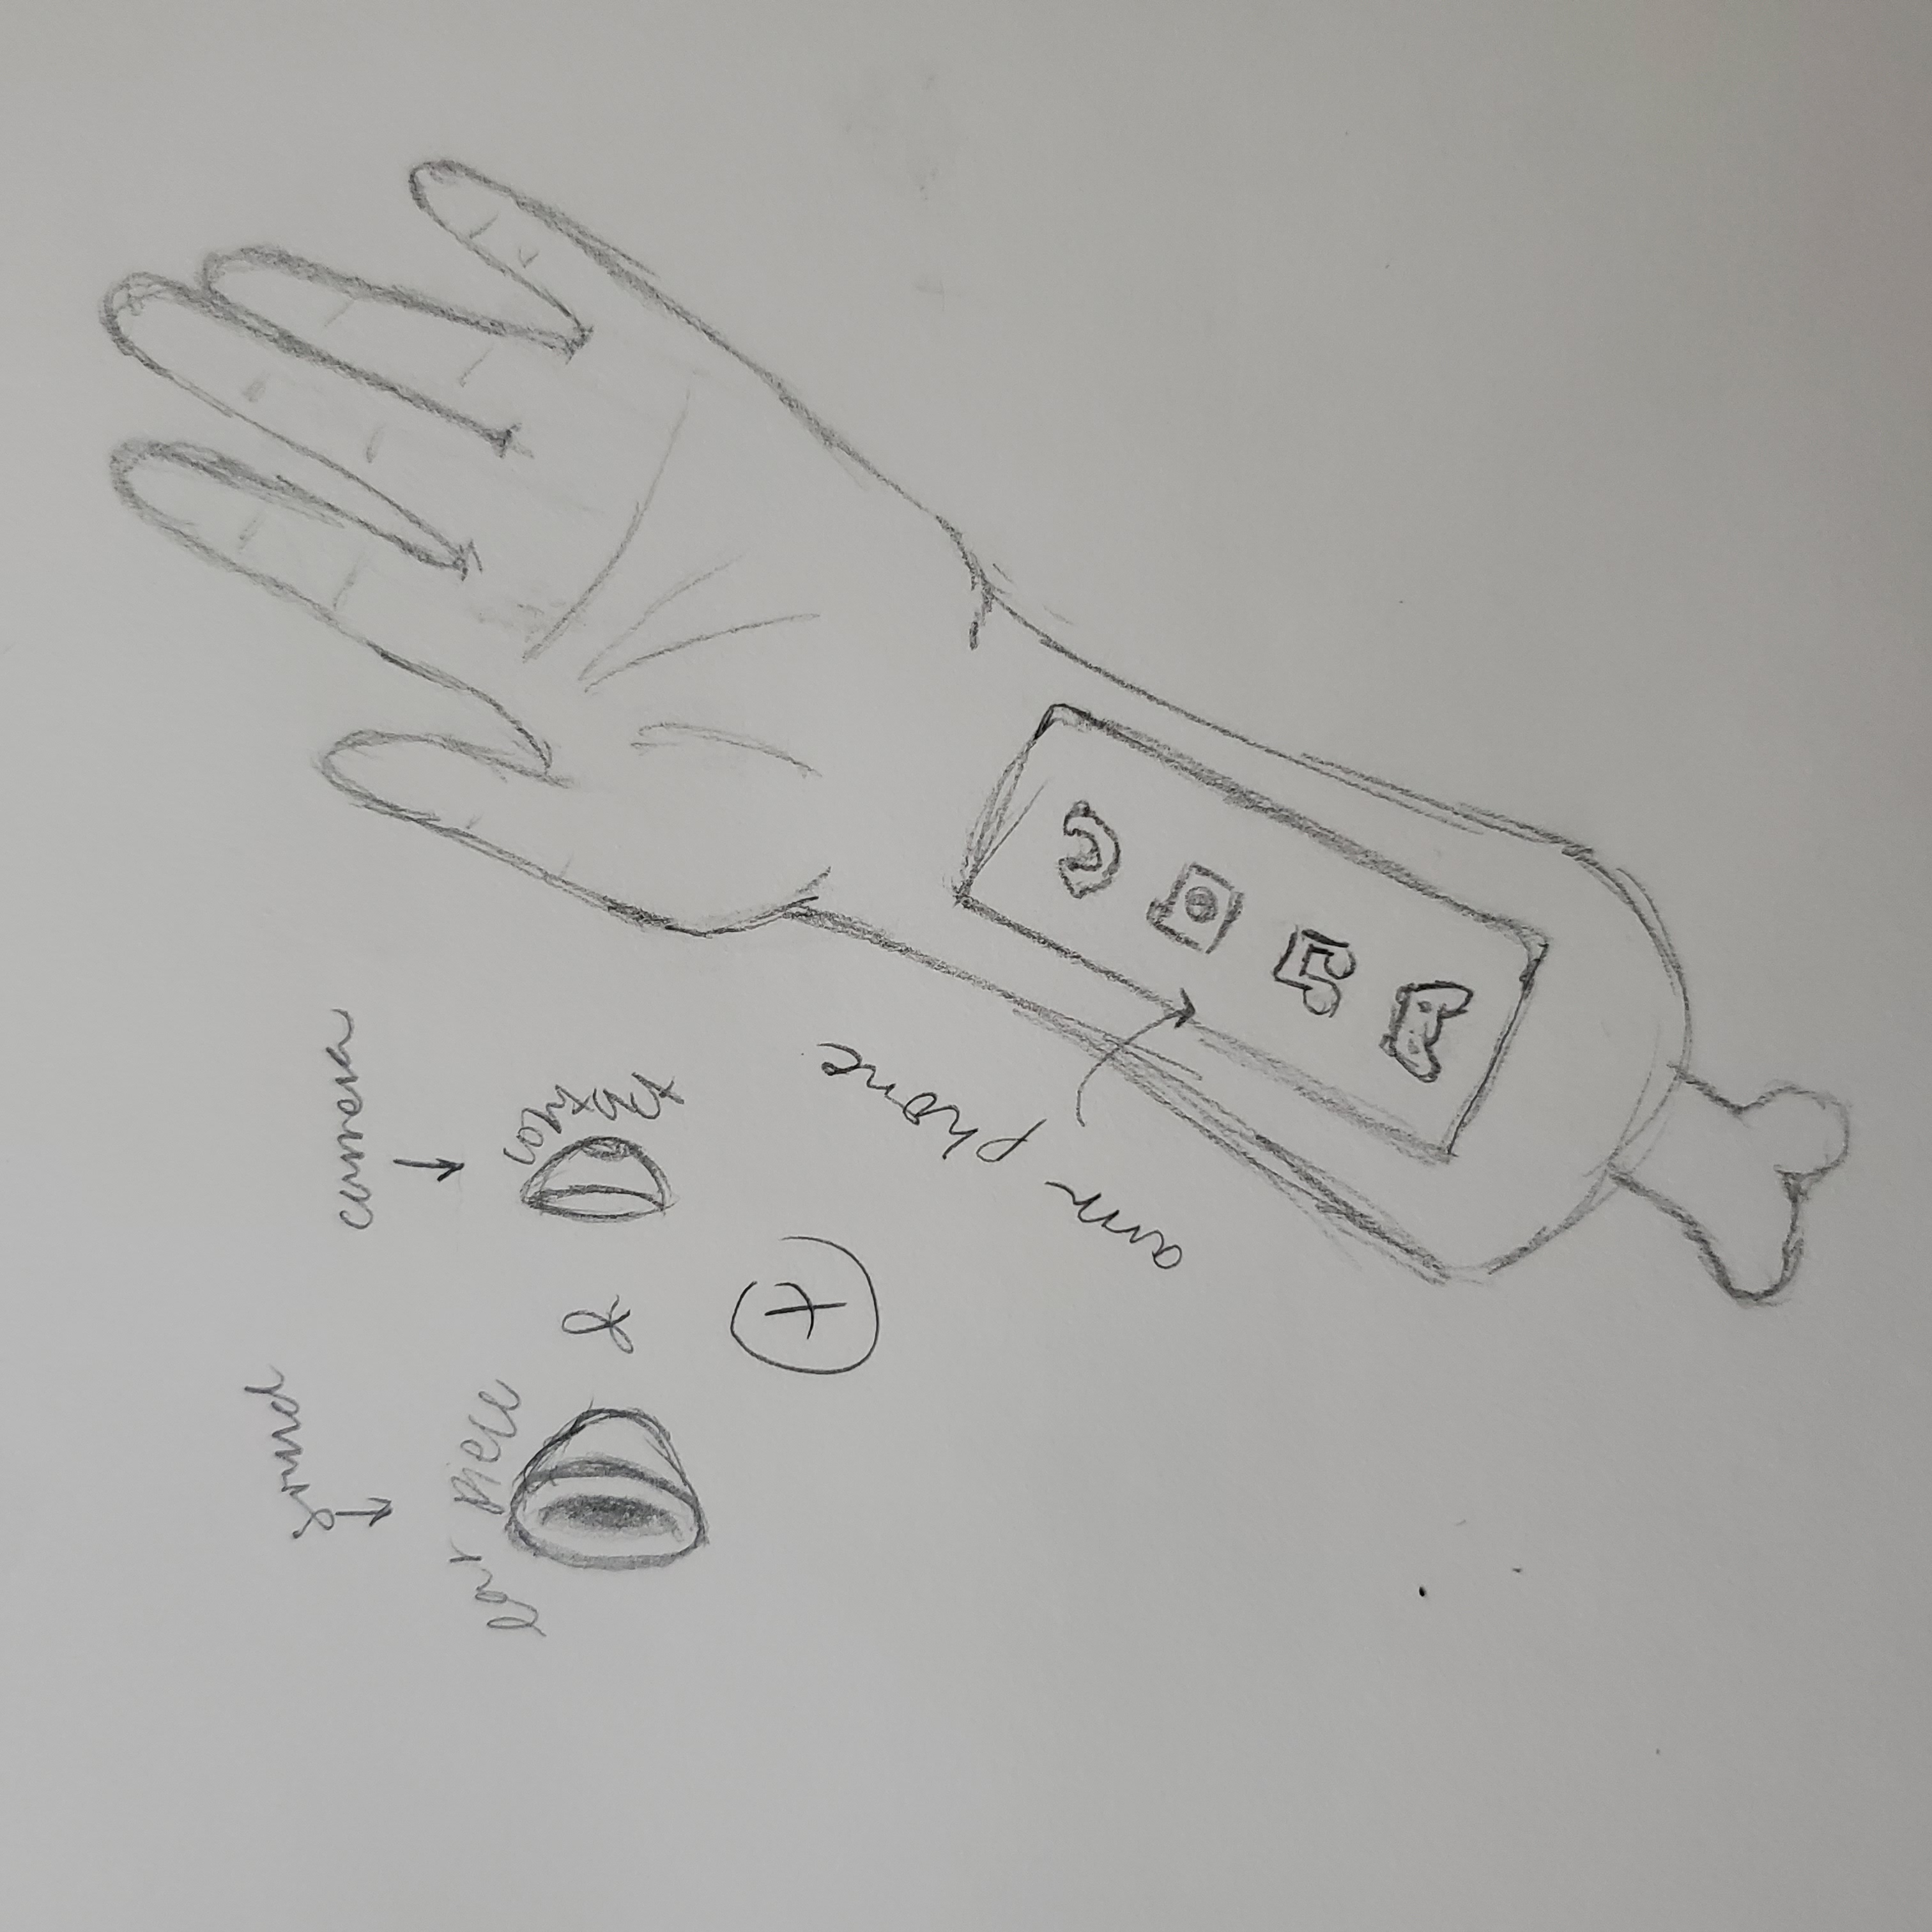 sound
camera
ear piece
&
contact
+
arm phone